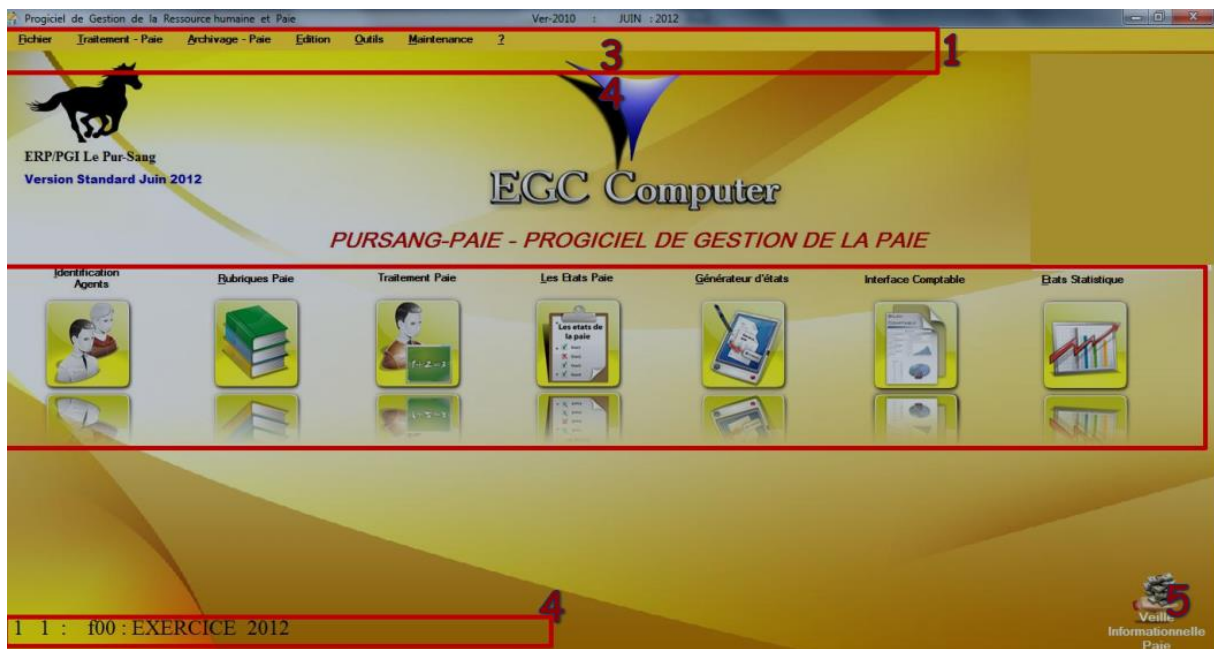 Progiciel de Gestion de la Ressource humaine et Paie Ver-2010 : JUIN : 2012
Fichier Traitement - Paie Archivage - Paie Edition Outils Maintenance ?
1
3
4
ERP/PGI Le Pur-Sang
Version Standard Juin 2012
EGC Computer
PURSANG-PAIE - PROGICIEL DE GESTION DE LA PAIE
Identification Agents
Rubriques Paie
Traitement Paie
Les Etats Paie
Générateur d'états
Interface Comptable
Etats Statistique
Les etats de
la paie
1+2=3
4
5
1 1 : f00 : EXERCICE 2012
Veille
Informationnelle
Paie